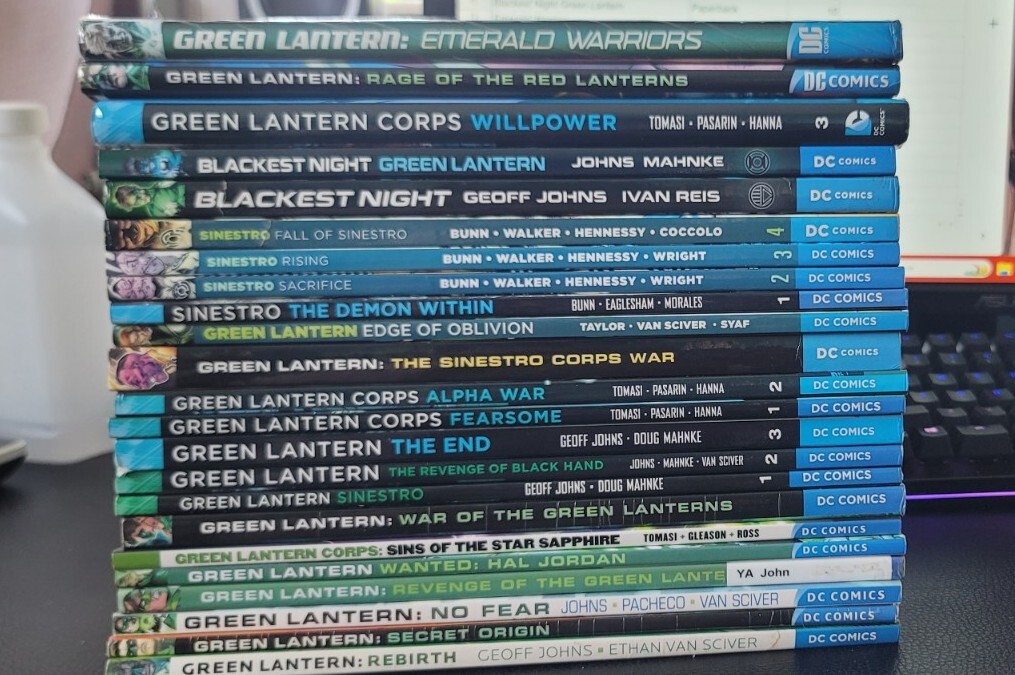 Blackest Night Green Lantern Paperback
GREEN LANTERN: EMERALD WARRIORS DC COMICS
GREEN LANTERN: RAGE OF THE RED LANTERNS DC COMICS
GREEN LANTERN CORPS WILLPOWER TOMASI • PASARIN • HANNA 3 DC COMICS
BLACKEST NIGHT GREEN LANTERN JOHNS MAHNKE DC COMICS
BLACKEST NIGHT GEOFF JOHNS IVAN REIS DC COMICS
SINESTRO FALL OF SINESTRO BUNN • WALKER • HENNESSY • COCCOLO 4 DC COMICS
SINESTRO RISING BUNN • WALKER • HENNESSY • WRIGHT 3 DC COMICS
SINESTRO SACRIFICE BUNN • WALKER • HENNESSY • WRIGHT 2 DC COMICS
SINESTRO THE DEMON WITHIN BUNN • EAGLESHAM • MORALES 1 DC COMICS
GREEN LANTERN EDGE OF OBLIVION TAYLOR • VAN SCIVER • SYAF DC COMICS
GREEN LANTERN: THE SINESTRO CORPS WAR DC COMICS
GREEN LANTERN CORPS ALPHA WAR TOMASI • PASARIN • HANNA 2 DC COMICS
GREEN LANTERN CORPS FEARSOME TOMASI • PASARIN • HANNA 1 DC COMICS
GREEN LANTERN THE END GEOFF JOHNS • DOUG MAHNKE 3 DC COMICS
GREEN LANTERN THE REVENGE OF BLACK HAND JOHNS • MAHNKE • VAN SCIVER 2 DC COMICS
GREEN LANTERN SINESTRO GEOFF JOHNS • DOUG MAHNKE 1 DC COMICS
GREEN LANTERN: WAR OF THE GREEN LANTERNS DC COMICS
GREEN LANTERN CORPS: SINS OF THE STAR SAPPHIRE TOMASI • GLEASON • ROSS DC COMICS
GREEN LANTERN WANTED: HAL JORDAN DC COMICS
GREEN LANTERN: REVENGE OF THE GREEN LANTE YA John
GREEN LANTERN: NO FEAR JOHNS • PACHECO • VAN SCIVER DC COMICS
GREEN LANTERN: SECRET ORIGIN DC COMICS
GREEN LANTERN: REBIRTH GEOFF JOHNS • ETHAN VAN SCIVER DC COMICS